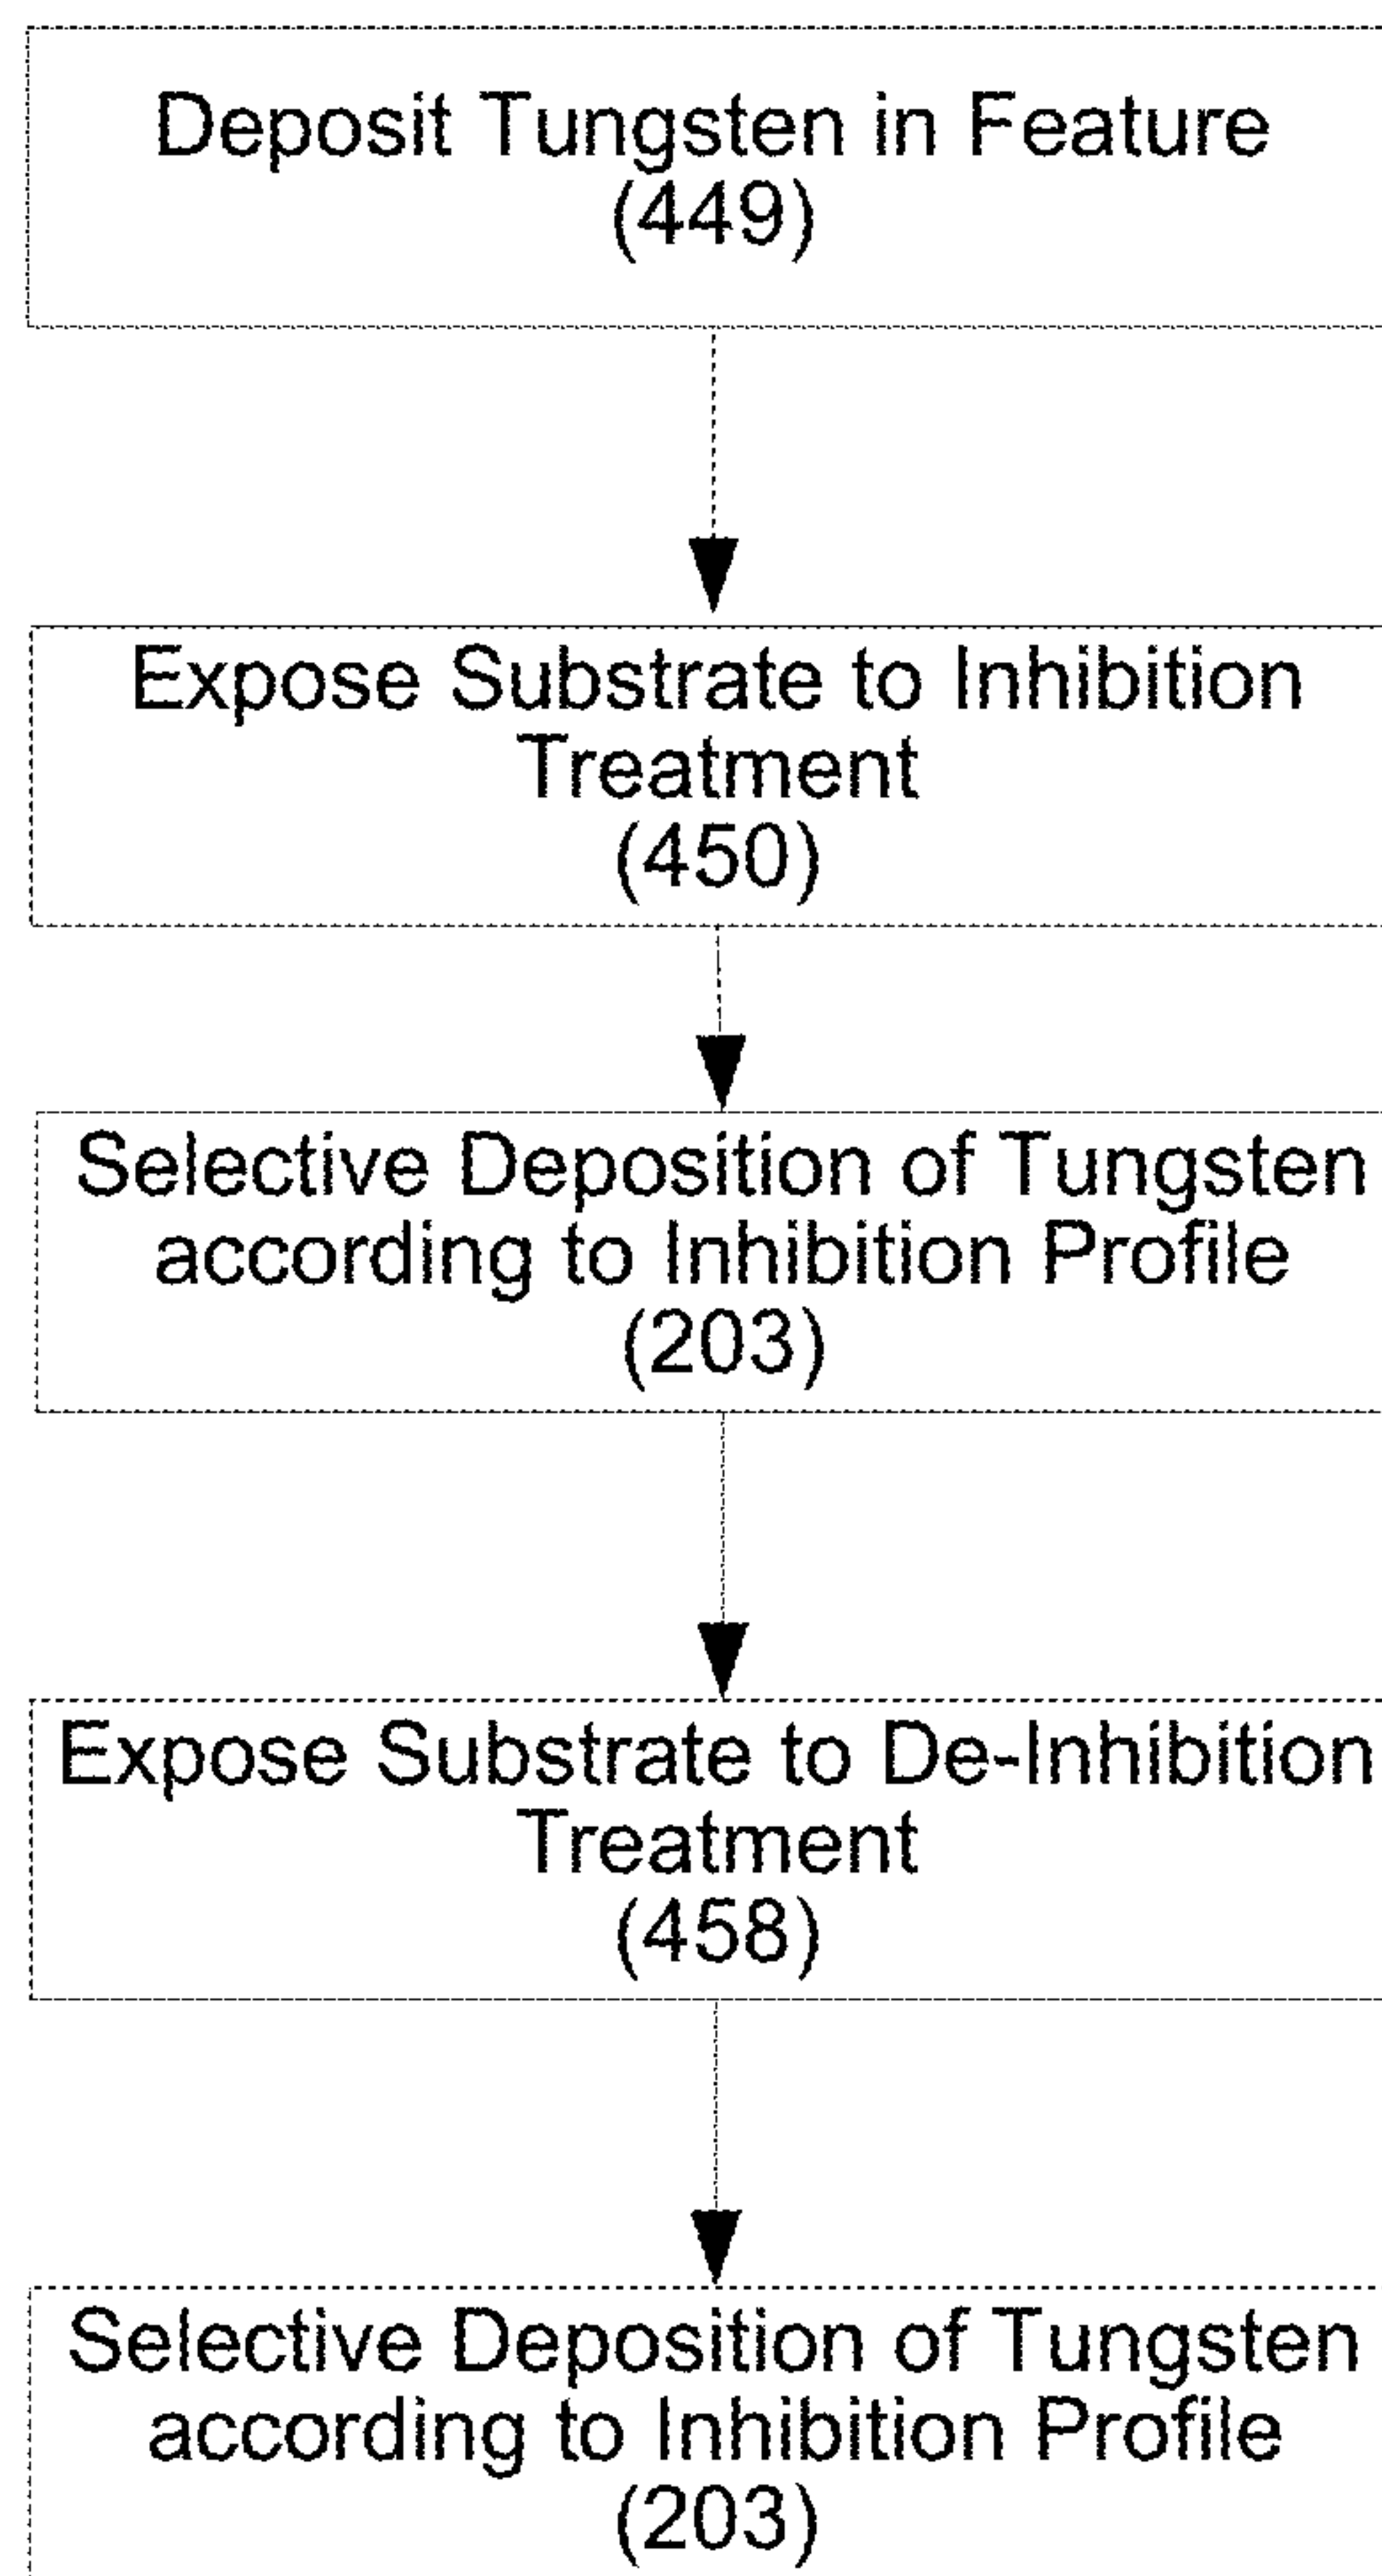 Deposit Tungsten in Feature
(449)
Expose Substrate to Inhibition
Treatment
(450)
Selective Deposition of Tungsten
according to Inhibition Profile
(203)
Expose Substrate to De-Inhibition
Treatment
(458)
Selective Deposition of Tungsten
according to Inhibition Profile
(203)